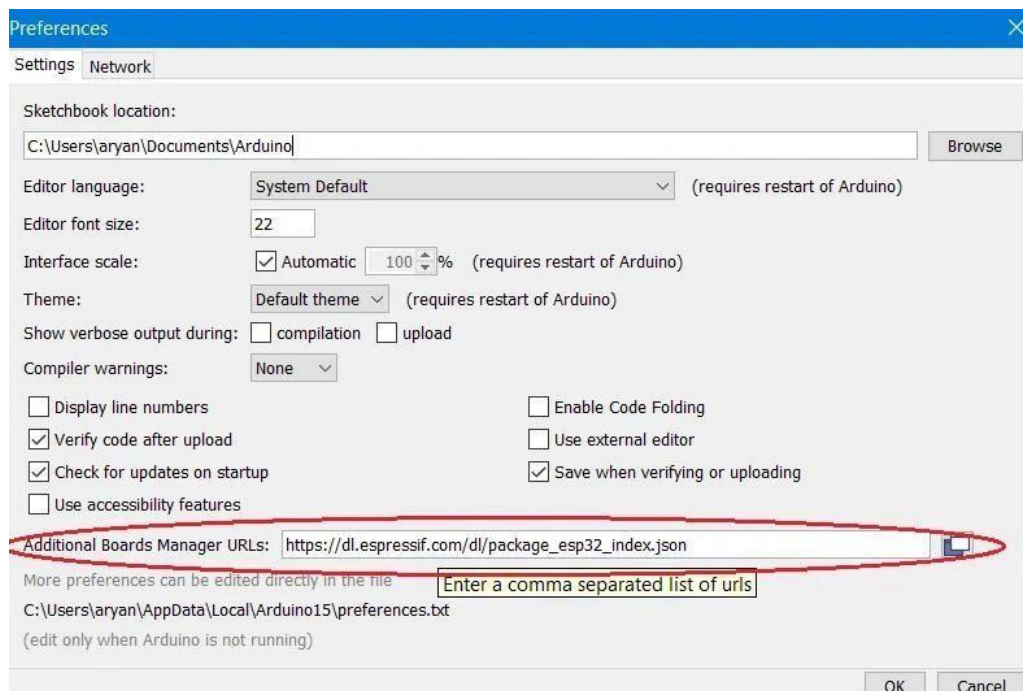 Preferences
Settings Network
Sketchbook location:
C:\Users\aryan\Documents\Arduino Browse
Editor language: System Default (requires restart of Arduino)
Editor font size: 22
Interface scale: Automatic 100 % (requires restart of Arduino)
Theme: Default theme (requires restart of Arduino)
Show verbose output during: compilation upload
Compiler warnings: None
Display line numbers Enable Code Folding
Verify code after upload Use external editor
Check for updates on startup Save when verifying or uploading
Use accessibility features
Additional Boards Manager URLs: https://dl.espressif.com/dl/package_esp32_index.json
More preferences can be edited directly in the file
Enter a comma separated list of urls
C:\Users\aryan\AppData\Local\Arduino15\preferences.txt
(edit only when Arduino is not running)
OK Cancel